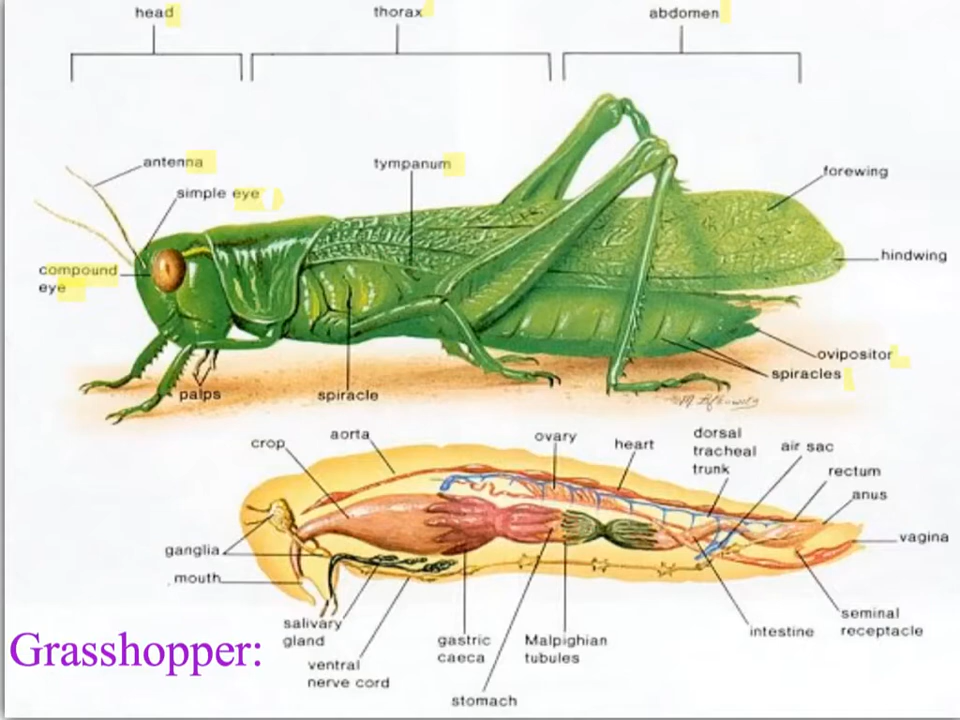 head
thorax
abdomen
antenna
tympanum
simple eye
forewing
compound
eye
hindwing
ovipositor
spiracles
palps
spiracle
crop
aorta
ovary
heart
dorsal
tracheal
trunk
air sac
rectum
anus
ganglia
vagina
mouth
salivary
gland
ventral
nerve cord
gastric
caeca
Malpighian
tubules
stomach
intestine
seminal
receptacle
Grasshopper: